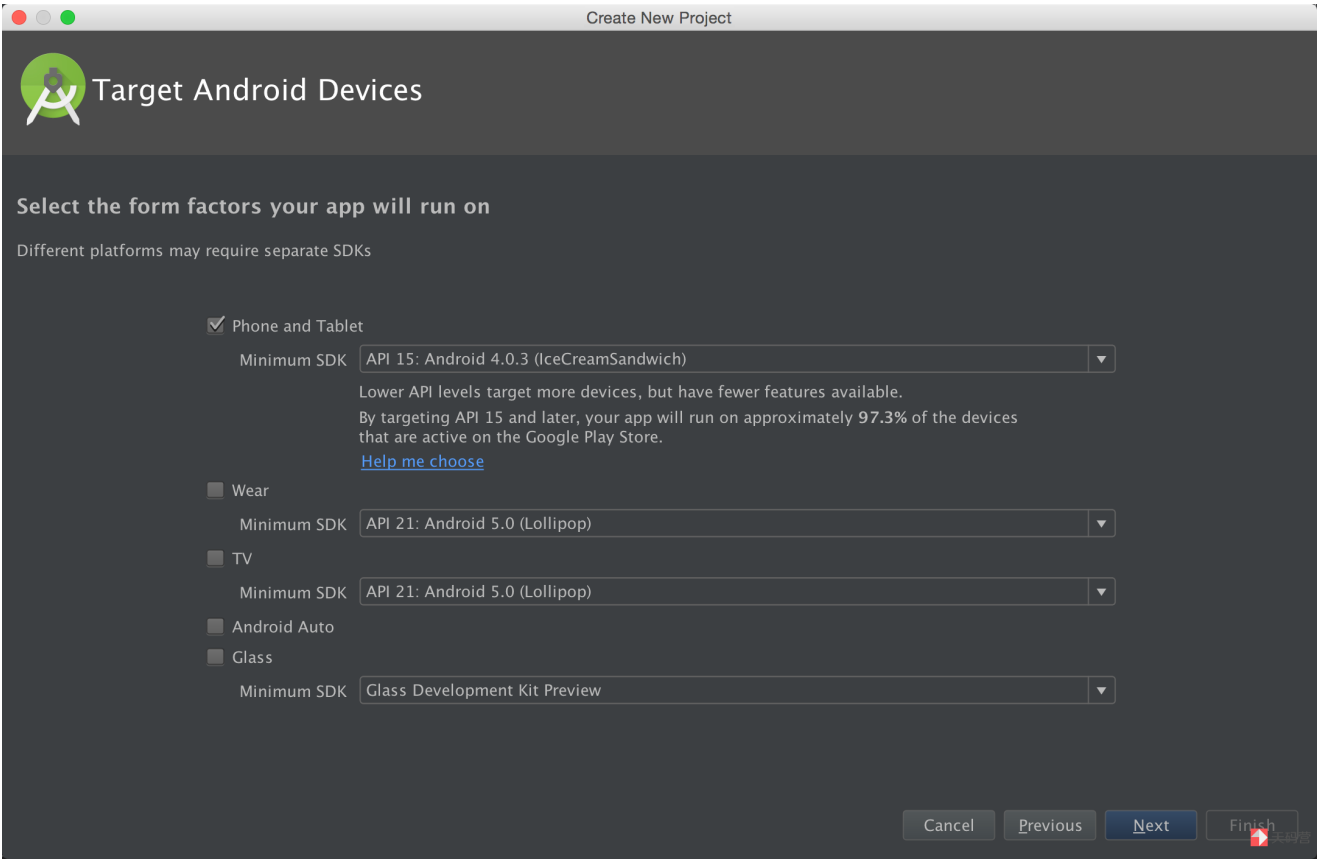 Create New Project
Target Android Devices
Select the form factors your app will run on
Different platforms may require separate SDKs
Phone and Tablet
Minimum SDK API 15: Android 4.0.3 (IceCreamSandwich)
Lower API levels target more devices, but have fewer features available.
By targeting API 15 and later, your app will run on approximately 97.3% of the devices
that are active on the Google Play Store.
Help me choose
Wear
Minimum SDK API 21: Android 5.0 (Lollipop)
TV
Minimum SDK API 21: Android 5.0 (Lollipop)
Android Auto
Glass
Minimum SDK Glass Development Kit Preview
Cancel Previous Next Finish
天码营